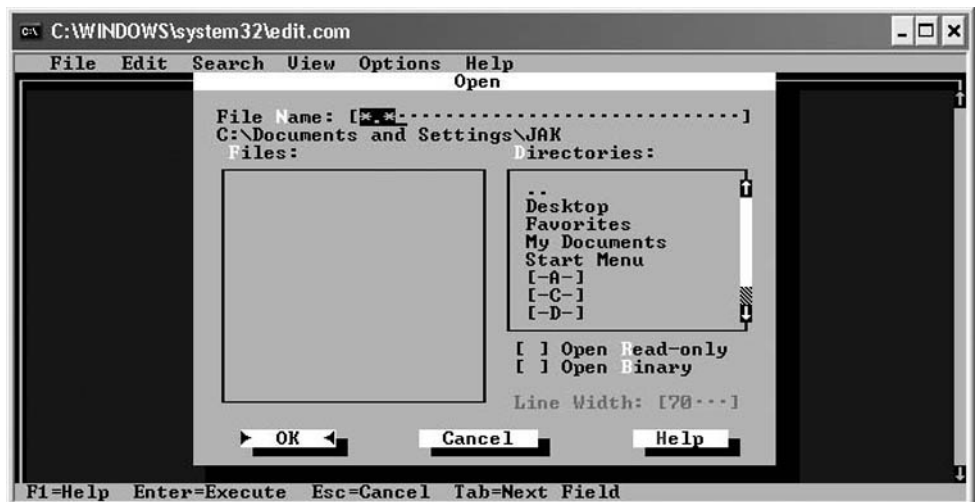 C:\WINDOWS\system32\edit.com
File Edit Search View Options Help
Open
File Name: [*.*·····························]
C:\Documents and Settings\JAK
Files:
Directories:
..
Desktop
Favorites
My Documents
Start Menu
[-A-]
[-C-]
[-D-]
[ ] Open Read-only
[ ] Open Binary
Line Width: [70···]
OK
Cancel
Help
F1=Help Enter=Execute Esc=Cancel Tab=Next Field